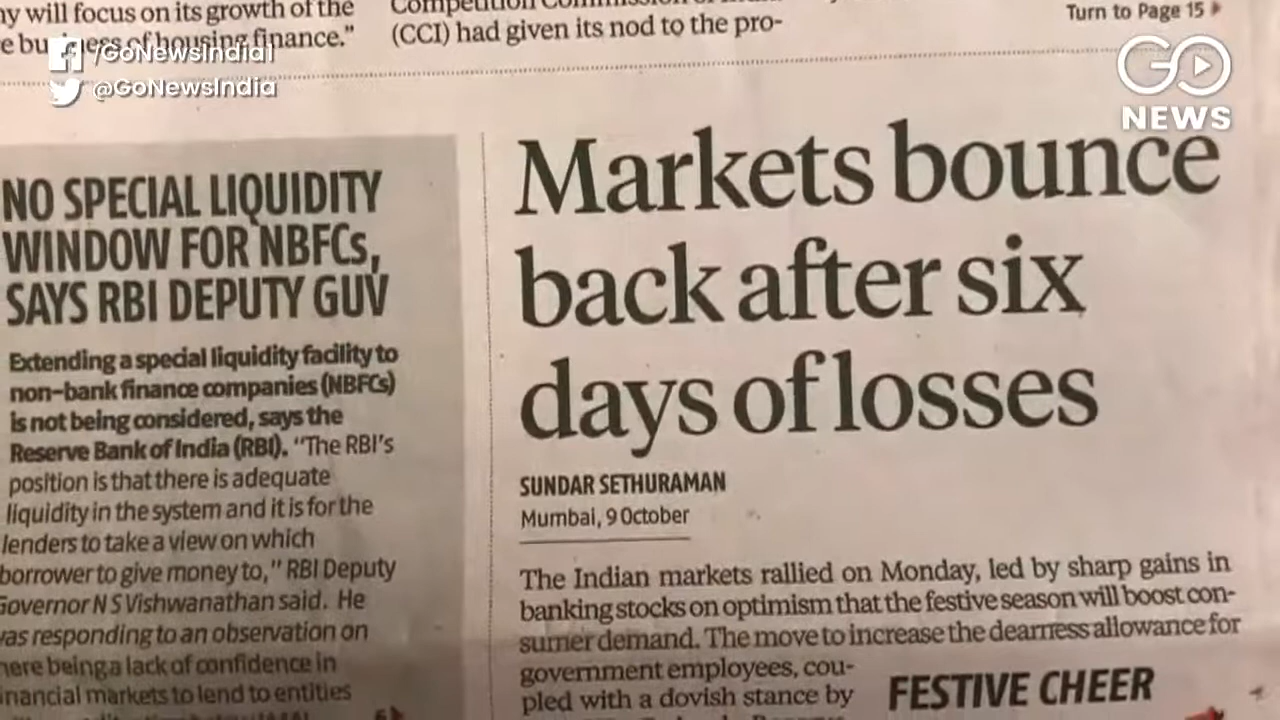 ny will focus on its growth of the
e business of housing finance."
(CCI) had given its nod to the pro-
Turn to Page 15
/GoNewsIndia1
@GoNewsIndia
GO
NEWS
NO SPECIAL LIQUIDITY
WINDOW FOR NBFCs,
SAYS RBI DEPUTY GUV
Extending a special liquidity facility to
non-bank finance companies (NBFCs)
is not being considered, says the
Reserve Bank of India (RBI). "The RBI's
position is that there is adequate
liquidity in the system and it is for the
lenders to take a view on which
borrower to give money to," RBI Deputy
Governor N S Vishwanathan said. He
was responding to an observation on
here being a lack of confidence in
inancial markets to lend to entities
Markets bounce
back after six
days of losses
SUNDAR SETHURAMAN
Mumbai, 9 October
The Indian markets rallied on Monday, led by sharp gains in
banking stocks on optimism that the festive season will boost con-
sumer demand. The move to increase the dearness allowance for
government employees, cou-
pled with a dovish stance by
FESTIVE CHEER